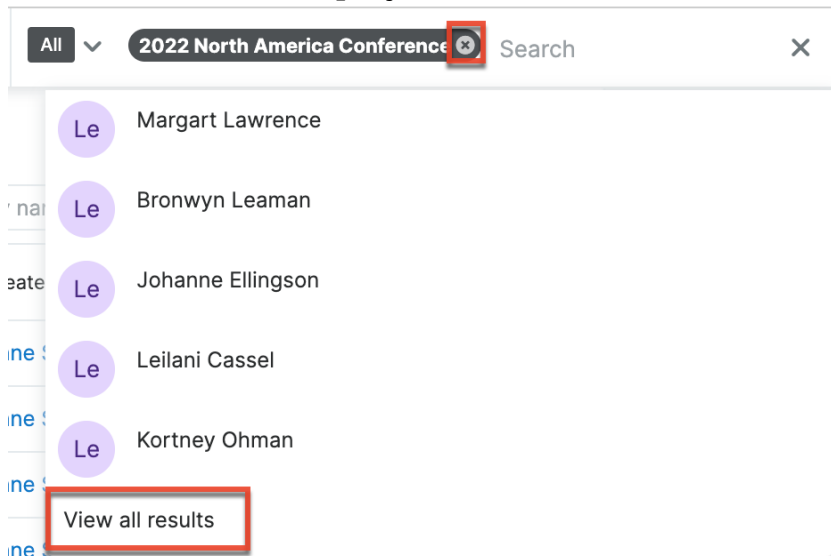 All 2022 North America Conference Search
Le Margart Lawrence
Le Bronwyn Leaman
Le Johanne Ellingson
Le Leilani Cassel
Le Kortney Ohman
View all results